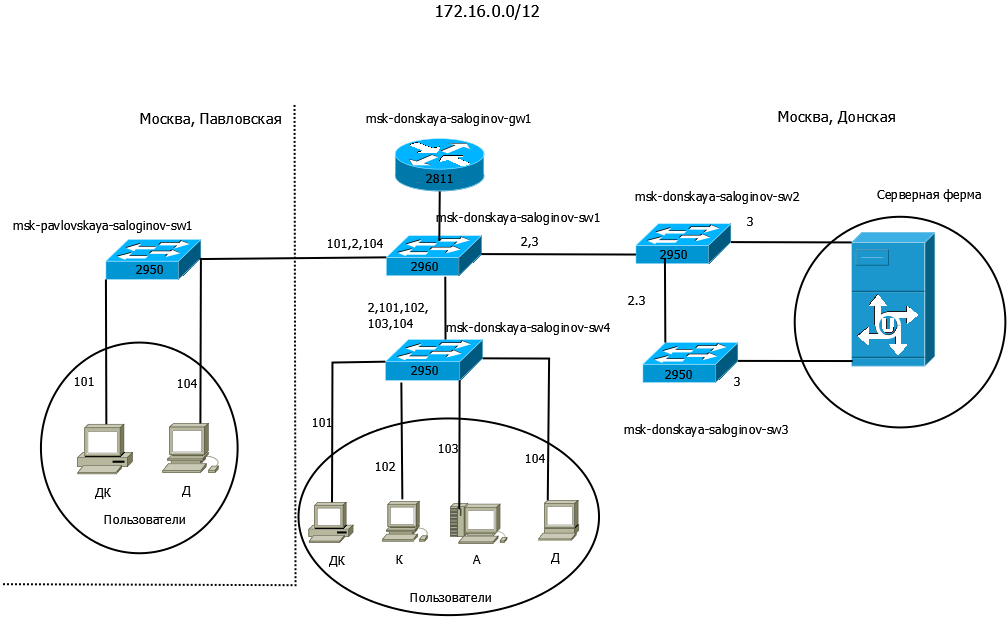 172.16.0.0/12
Москва, Павловская
msk-donskaya-saloginov-gw1
Москва, Донская
2811
msk-pavlovskaya-saloginov-sw1
msk-donskaya-saloginov-sw1
msk-donskaya-saloginov-sw2
Серверная ферма
3
101,2,104
2,3
2950
2960
2950
2,101,102,
103,104
2.3
msk-donskaya-saloginov-sw4
2950
2950
3
101
104
101
102
103
104
msk-donskaya-saloginov-sw3
U
ДК
Д
Пользователи
ДК
К
А
Д
Пользователи